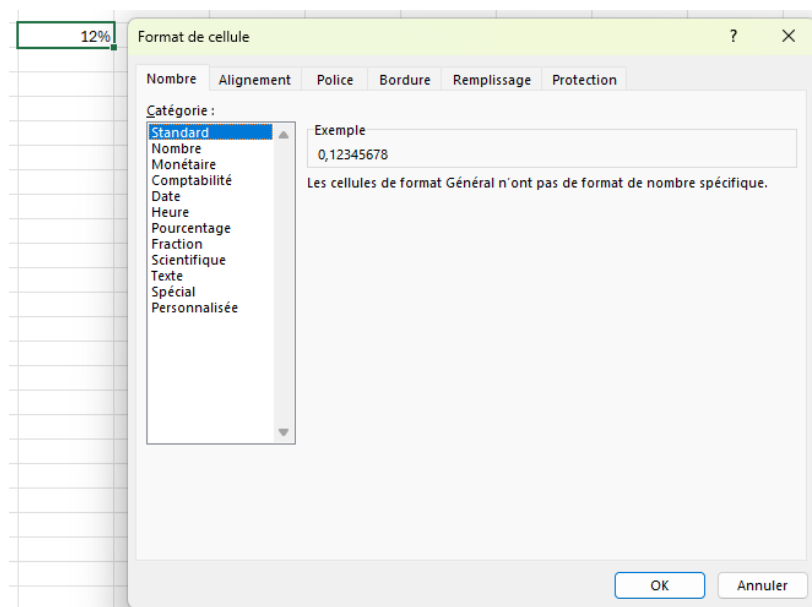 12%
Format de cellule
?
Nombre Alignement Police Bordure Remplissage Protection
Catégorie :
Standard
Nombre
Monétaire
Comptabilité
Date
Heure
Pourcentage
Fraction
Scientifique
Texte
Spécial
Personnalisée
Exemple
0,12345678
Les cellules de format Général n'ont pas de format de nombre spécifique.
OK Annuler